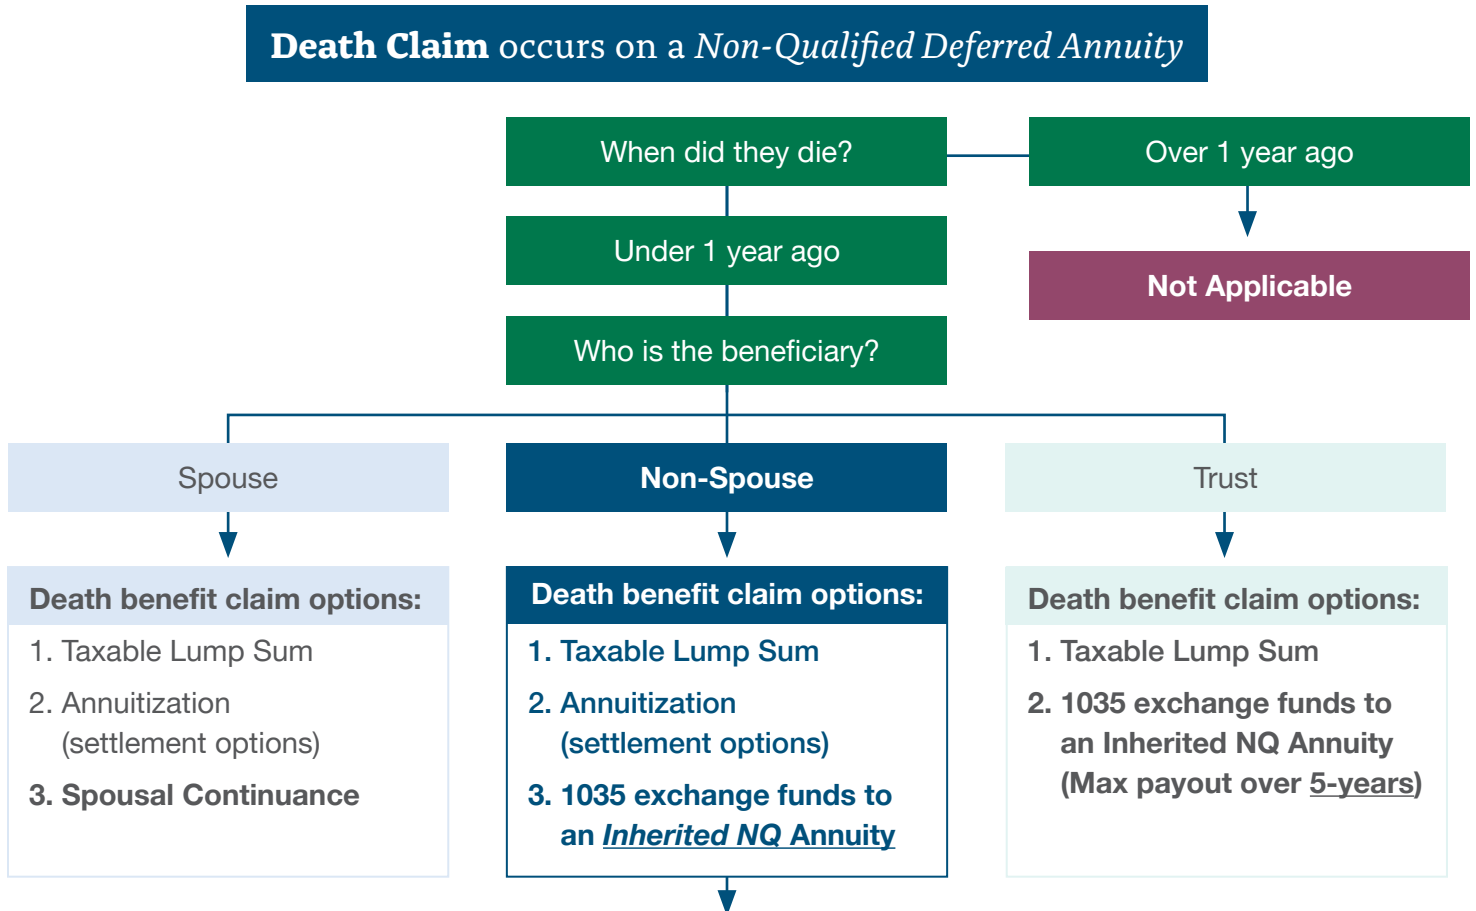 Death Claim occurs on a Non-Qualified Deferred Annuity
When did they die?
Over 1 year ago
Under 1 year ago
Not Applicable
Who is the beneficiary?
Spouse
Non-Spouse
Trust
Death benefit claim options:
1. Taxable Lump Sum
2. Annuitization
(settlement options)
3. Spousal Continuance
Death benefit claim options:
1. Taxable Lump Sum
2. Annuitization
(settlement options)
3. 1035 exchange funds to
an Inherited NQ Annuity
Death benefit claim options:
1. Taxable Lump Sum
2. 1035 exchange funds to
an Inherited NQ Annuity
(Max payout over 5-years)